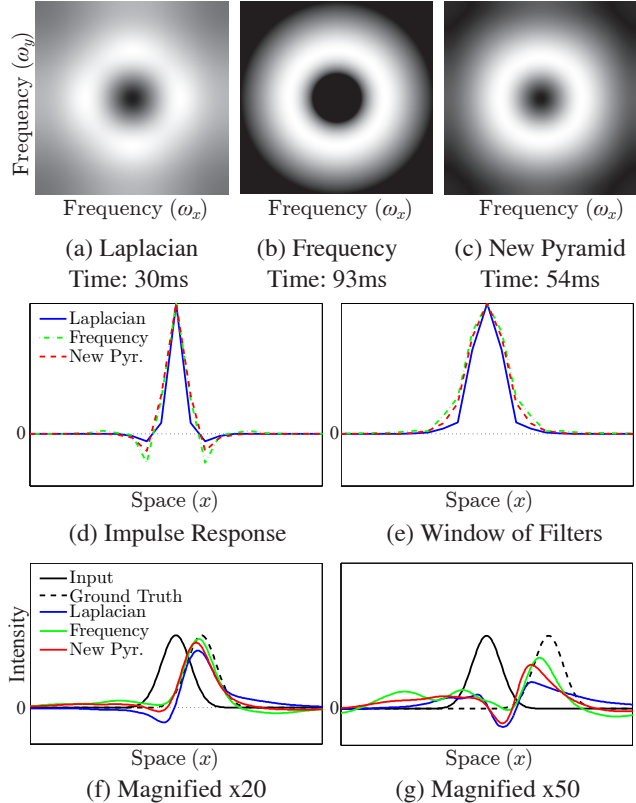 Frequency (ω_y)
Frequency (ω_x) Frequency (ω_x) Frequency (ω_x)
(a) Laplacian (b) Frequency (c) New Pyramid
Time: 30ms Time: 93ms Time: 54ms
Laplacian
Frequency
New Pyr.
0
Space (x)
(d) Impulse Response
0
Space (x)
(e) Window of Filters
Input
Ground Truth
Laplacian
Frequency
New Pyr.
Intensity
0
Space (x)
(f) Magnified x20
0
Space (x)
(g) Magnified x50